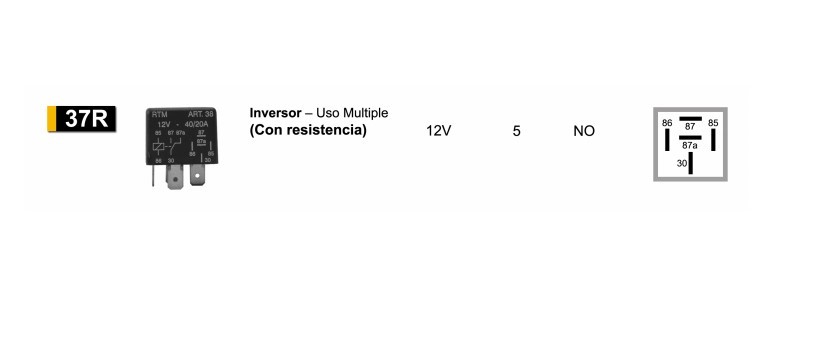 37R
RTM ART. 38
12V - 40/20A
85 87 87a
87
87a
86 85
86 30 30
Inversor – Uso Multiple
(Con resistencia)
12V 5 NO
86 87 85
87a
30